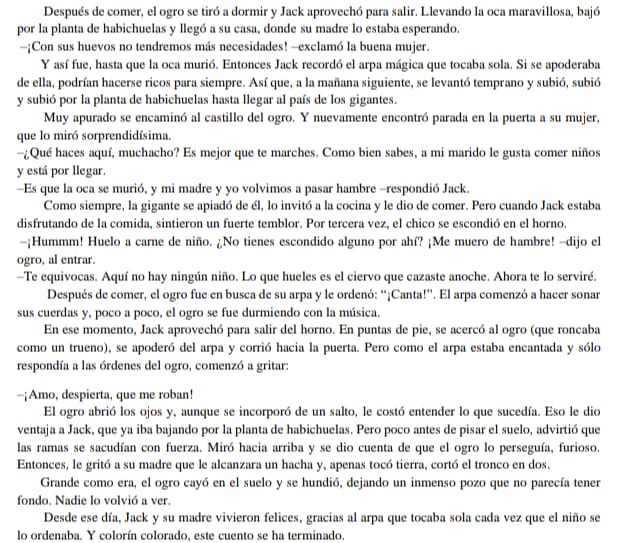 Después de comer, el ogro se tiró a dormir y Jack aprovechó para salir. Llevando la oca maravillosa, bajó
por la planta de habichuelas y llegó a su casa, donde su madre lo estaba esperando.
–¡Con sus huevos no tendremos más necesidades! –exclamó la buena mujer.
Y así fue, hasta que la oca murió. Entonces Jack recordó el arpa mágica que tocaba sola. Si se apoderaba
de ella, podrían hacerse ricos para siempre. Así que, a la mañana siguiente, se levantó temprano y subió, subió
y subió por la planta de habichuelas hasta llegar al país de los gigantes.
Muy apurado se encaminó al castillo del ogro. Y nuevamente encontró parada en la puerta a su mujer,
que lo miró sorprendidísima.
–¿Qué haces aquí, muchacho? Es mejor que te marches. Como bien sabes, a mi marido le gusta comer niños
y está por llegar.
–Es que la oca se murió, y mi madre y yo volvimos a pasar hambre –respondió Jack.
Como siempre, la gigante se apiadó de él, lo invitó a la cocina y le dio de comer. Pero cuando Jack estaba
disfrutando de la comida, sintieron un fuerte temblor. Por tercera vez, el chico se escondió en el horno.
–¡Hummm! Huelo a carne de niño. ¿No tienes escondido alguno por ahí? ¡Me muero de hambre! –dijo el
ogro, al entrar.
–Te equivocas. Aquí no hay ningún niño. Lo que hueles es el ciervo que cazaste anoche. Ahora te lo serviré.
Después de comer, el ogro fue en busca de su arpa y le ordenó: “¡Canta!”. El arpa comenzó a hacer sonar
sus cuerdas y, poco a poco, el ogro se fue durmiendo con la música.
En ese momento, Jack aprovechó para salir del horno. En puntas de pie, se acercó al ogro (que roncaba
como un trueno), se apoderó del arpa y corrió hacia la puerta. Pero como el arpa estaba encantada y sólo
respondía a las órdenes del ogro, comenzó a gritar:
–¡Amo, despierta, que me roban!
El ogro abrió los ojos y, aunque se incorporó de un salto, le costó entender lo que sucedía. Eso le dio
ventaja a Jack, que ya iba bajando por la planta de habichuelas. Pero poco antes de pisar el suelo, advirtió que
las ramas se sacudían con fuerza. Miró hacia arriba y se dio cuenta de que el ogro lo perseguía, furioso.
Entonces, le gritó a su madre que le alcanzara un hacha y, apenas tocó tierra, cortó el tronco en dos.
Grande como era, el ogro cayó en el suelo y se hundió, dejando un inmenso pozo que no parecía tener
fondo. Nadie lo volvió a ver.
Desde ese día, Jack y su madre vivieron felices, gracias al arpa que tocaba sola cada vez que el niño se
lo ordenaba. Y colorín colorado, este cuento se ha terminado.